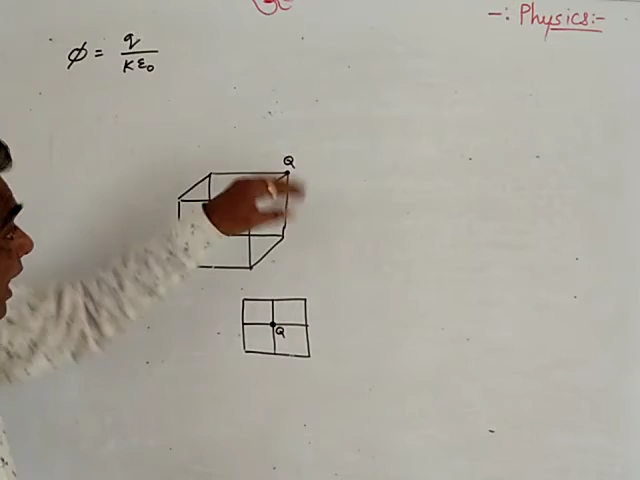 -: Physics:-
ϕ = q / Kε₀
Q
Q